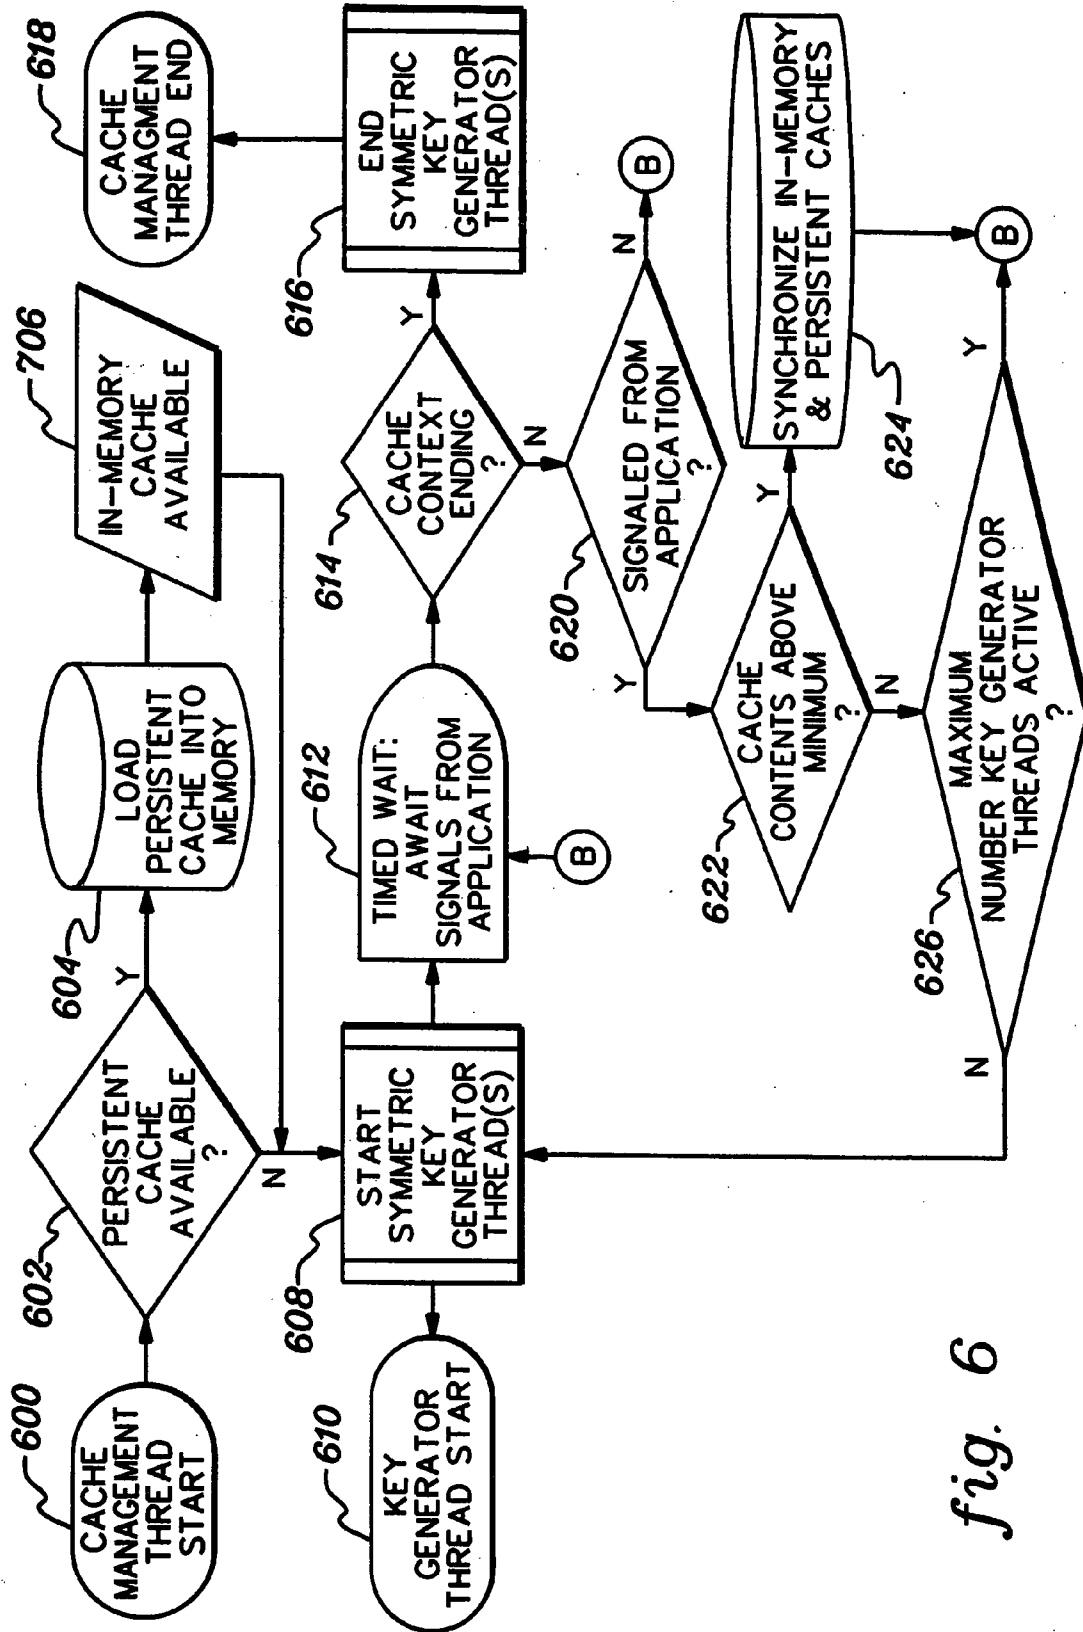 600
CACHE
MANAGEMENT
THREAD
START
602
PERSISTENT
CACHE
AVAILABLE
?
Y
N
604
LOAD
PERSISTENT
CACHE INTO
MEMORY
706
IN-MEMORY
CACHE
AVAILABLE
618
CACHE
MANAGMENT
THREAD END
610
KEY
GENERATOR
THREAD START
608
START
SYMMETRIC
KEY
GENERATOR
THREAD(S)
612
TIMED WAIT:
AWAIT
SIGNALS FROM
APPLICATION
B
614
CACHE
CONTEXT
ENDING
?
Y
N
616
END
SYMMETRIC
KEY
GENERATOR
THREAD(S)
620
SIGNALED FROM
APPLICATION
?
Y
N
B
622
CACHE
CONTENTS ABOVE
MINIMUM
?
Y
N
SYNCHRONIZE IN-MEMORY
& PERSISTENT CACHES
624
626
MAXIMUM
NUMBER KEY GENERATOR
THREADS ACTIVE
?
N
Y
B
fig. 6